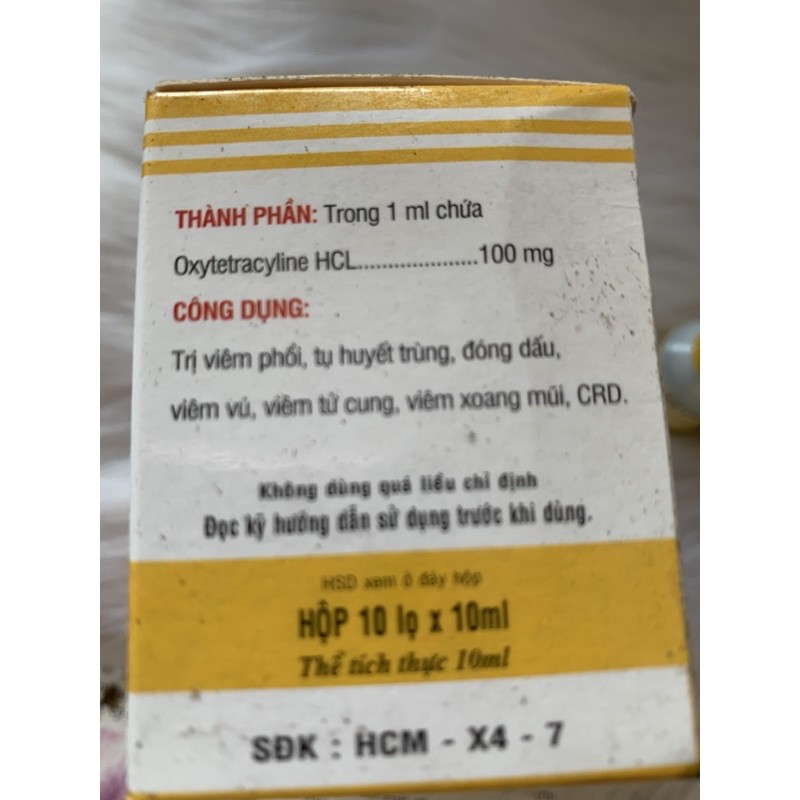 THÀNH PHẦN: Trong 1 ml chứa
Oxytetracyline HCL....................100 mg
CÔNG DỤNG:
Trị viêm phổi, tụ huyết trùng, đóng dấu,
viêm vú, viêm tử cung, viêm xoang mũi, CRD.
Không dùng quá liều chỉ định
Đọc kỹ hướng dẫn sử dụng trước khi dùng.
HSD xem ở đáy hộp
HỘP 10 lọ x 10ml
Thể tích thực 10ml
SĐK : HCM - X4 - 7